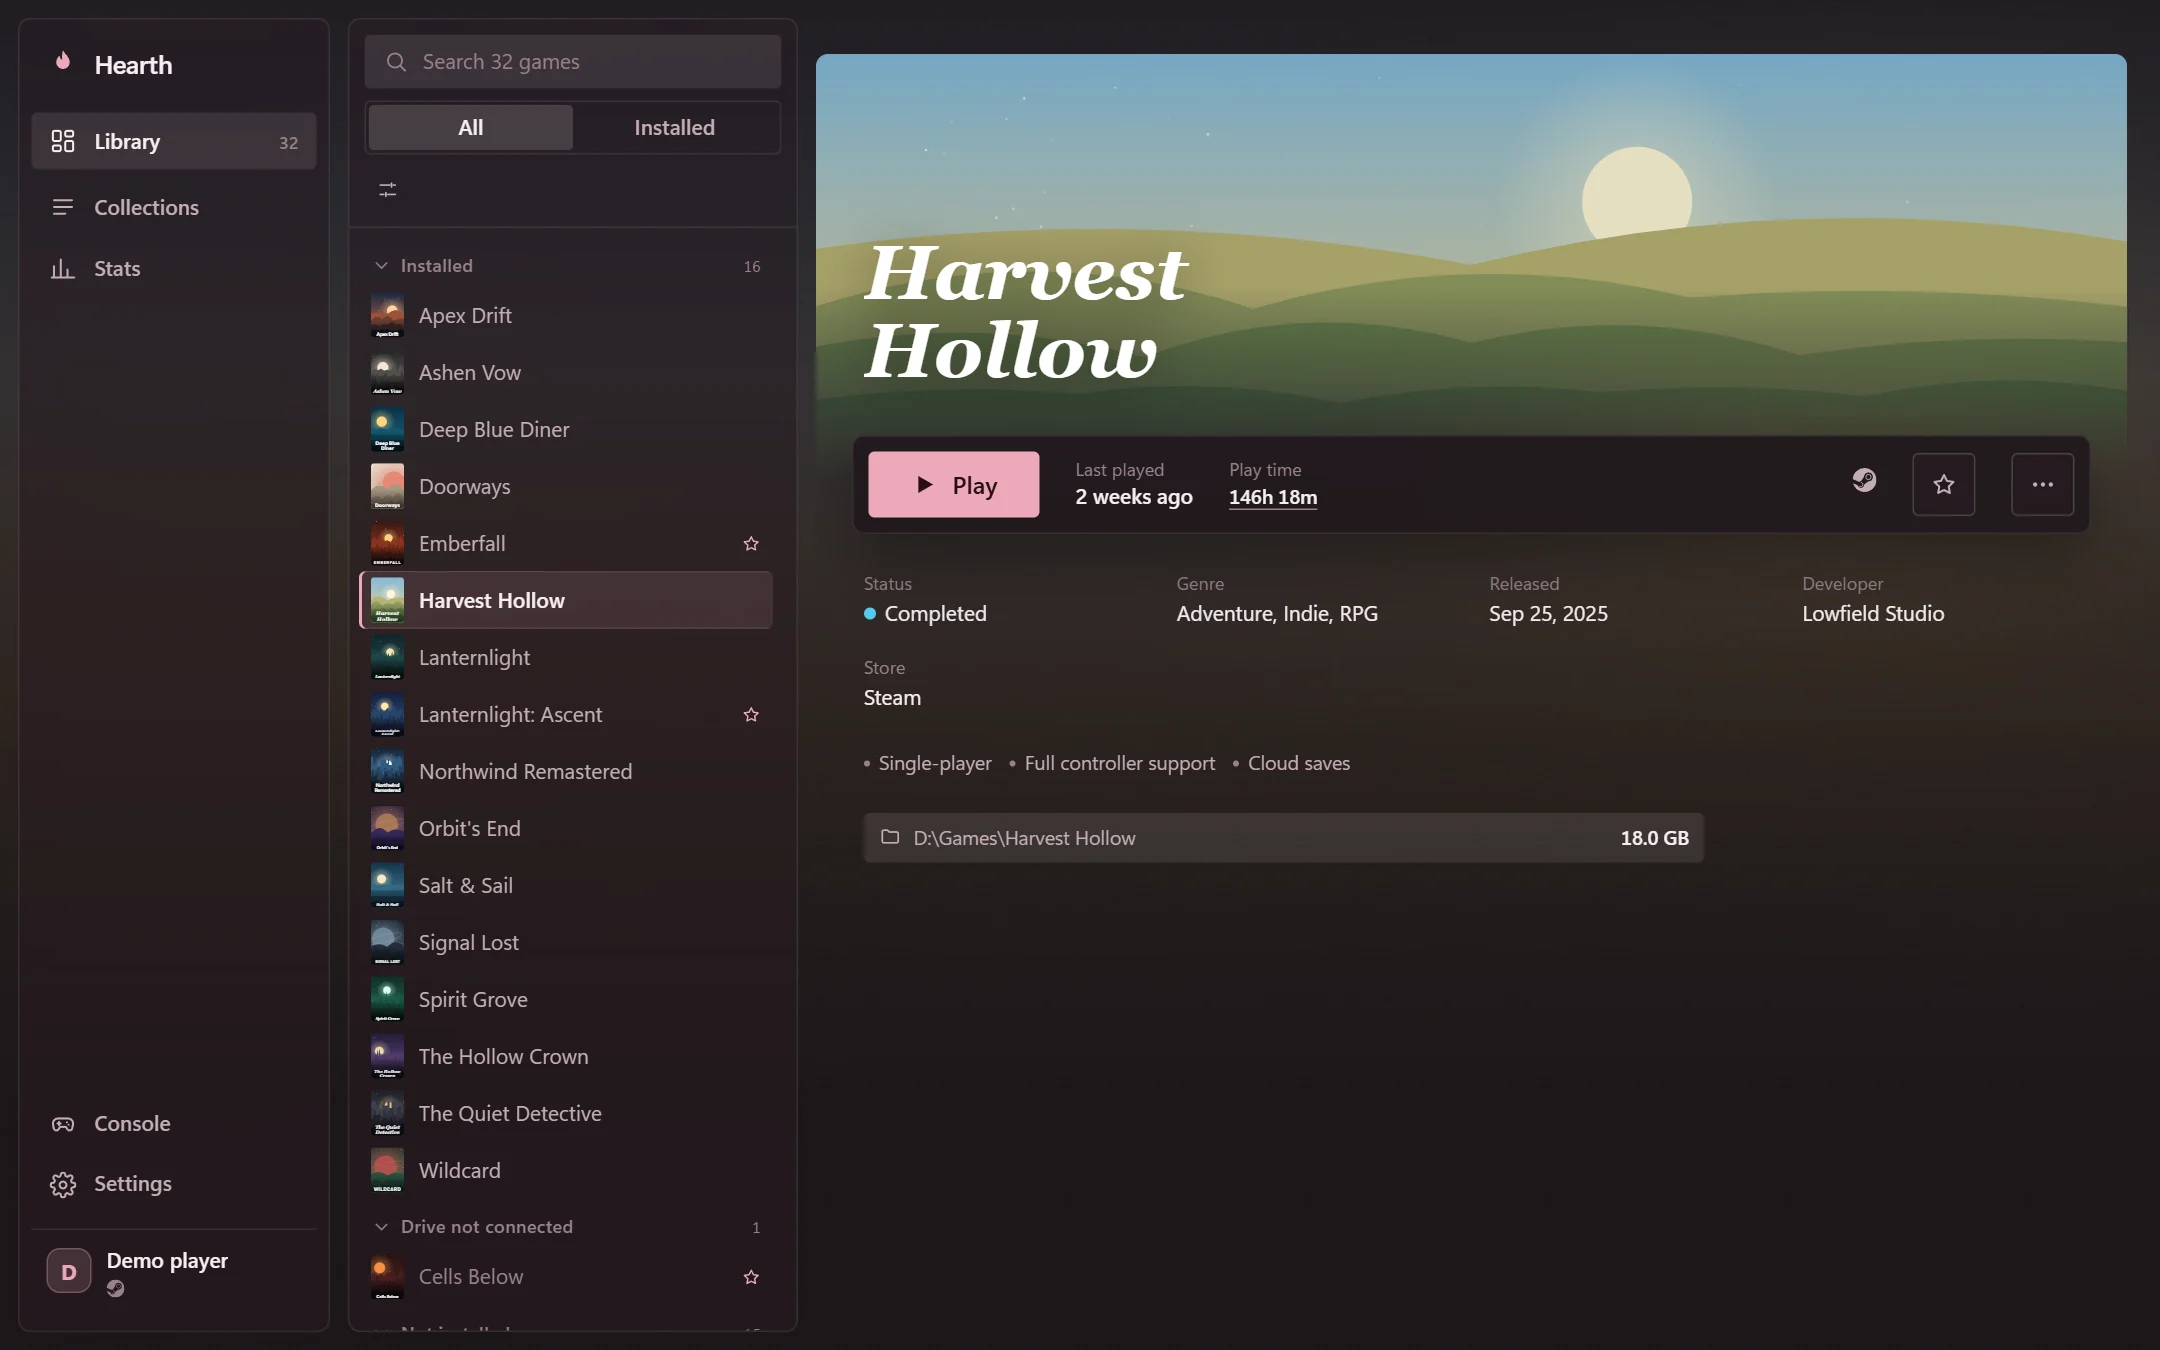 Hearth
Library 32
Collections
Stats
Console
Settings
D
Demo player
Search 32 games
All
Installed
Installed 16
Apex Drift
Ashen Vow
Deep Blue Diner
Doorways
Emberfall
Harvest Hollow
Lanternlight
Lanternlight: Ascent
Northwind Remastered
Orbit's End
Salt & Sail
Signal Lost
Spirit Grove
The Hollow Crown
The Quiet Detective
Wildcard
Drive not connected 1
Cells Below
Harvest
Hollow
Play
Last played
2 weeks ago
Play time
146h 18m
Status
Completed
Genre
Adventure, Indie, RPG
Released
Sep 25, 2025
Developer
Lowfield Studio
Store
Steam
• Single-player • Full controller support • Cloud saves
D:\Games\Harvest Hollow 18.0 GB